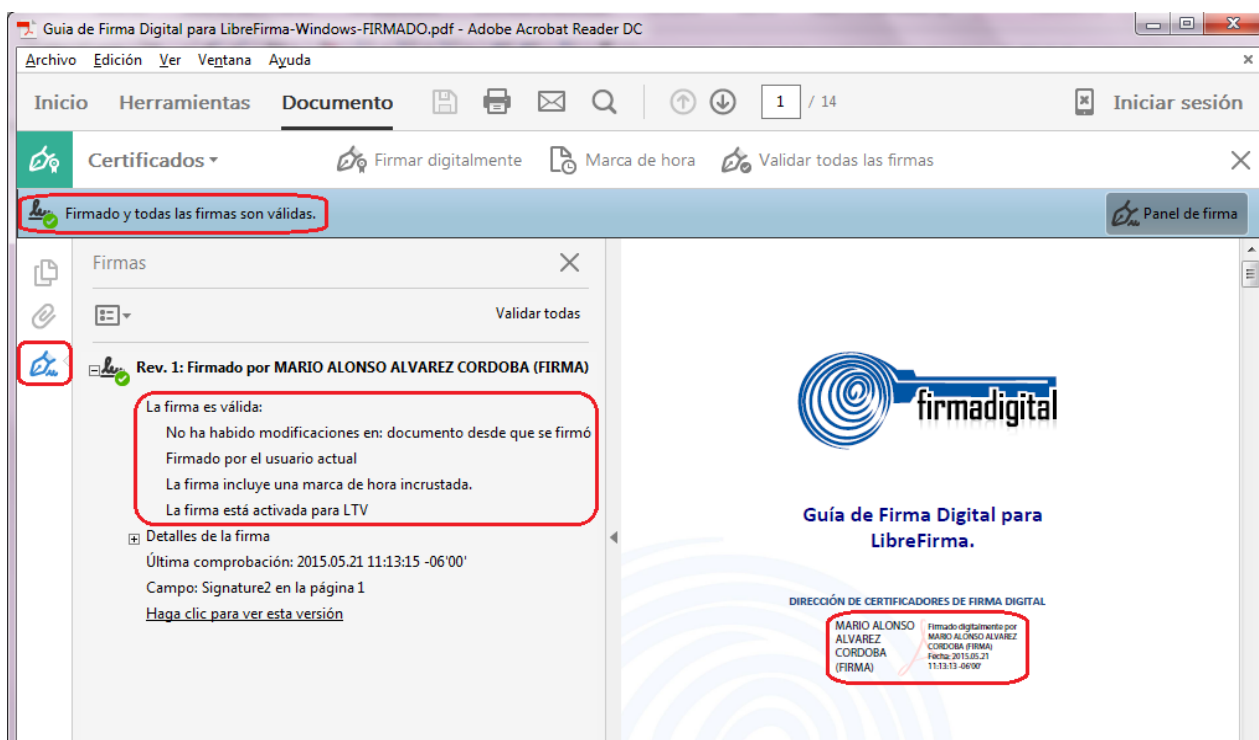 Guia de Firma Digital para LibreFirma-Windows-FIRMADO.pdf - Adobe Acrobat Reader DC
Archivo Edición Ver Ventana Ayuda
Inicio Herramientas Documento 1 / 14 Iniciar sesión
Certificados Firmar digitalmente Marca de hora Validar todas las firmas
Firmado y todas las firmas son válidas. Panel de firma
Firmas
Validar todas
Rev. 1: Firmado por MARIO ALONSO ALVAREZ CORDOBA (FIRMA)
La firma es válida:
No ha habido modificaciones en: documento desde que se firmó
Firmado por el usuario actual
La firma incluye una marca de hora incrustada.
La firma está activada para LTV
Detalles de la firma
Última comprobación: 2015.05.21 11:13:15 -06'00'
Campo: Signature2 en la página 1
Haga clic para ver esta versión
firmadigital
Guía de Firma Digital para
LibreFirma.
DIRECCIÓN DE CERTIFICADORES DE FIRMA DIGITAL
MARIO ALONSO
ALVAREZ
CORDOBA
(FIRMA)
Firmado digitalmente por
MARIO ALONSO ALVAREZ
CORDOBA (FIRMA)
Fecha: 2015.05.21
11:13:13 -06'00'